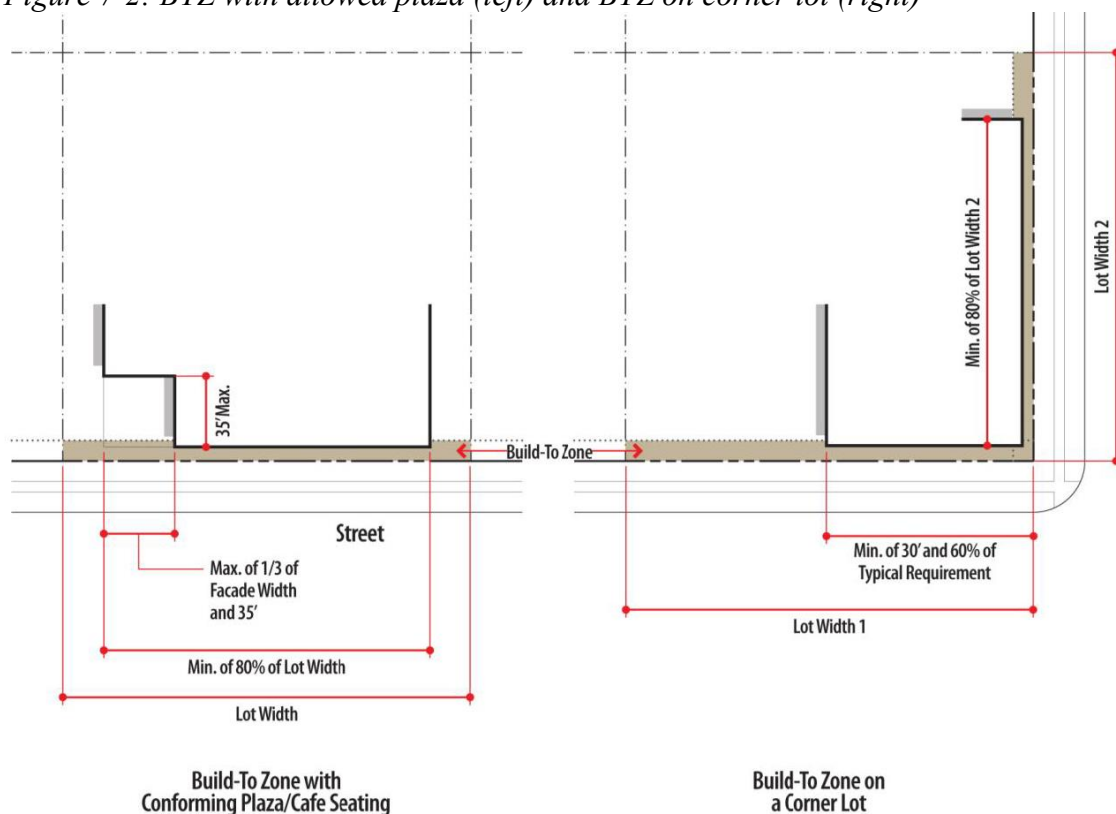 Figure 7-2: BTZ with allowed plaza (left) and BTZ on corner lot (right)
35' Max.
Build-To Zone
Street
Max. of 1/3 of
Facade Width
and 35'
Min. of 80% of Lot Width
Lot Width
Build-To Zone with
Conforming Plaza/Cafe Seating
Min. of 80% of Lot Width 2
Lot Width 2
Min. of 30' and 60% of
Typical Requirement
Lot Width 1
Build-To Zone on
a Corner Lot